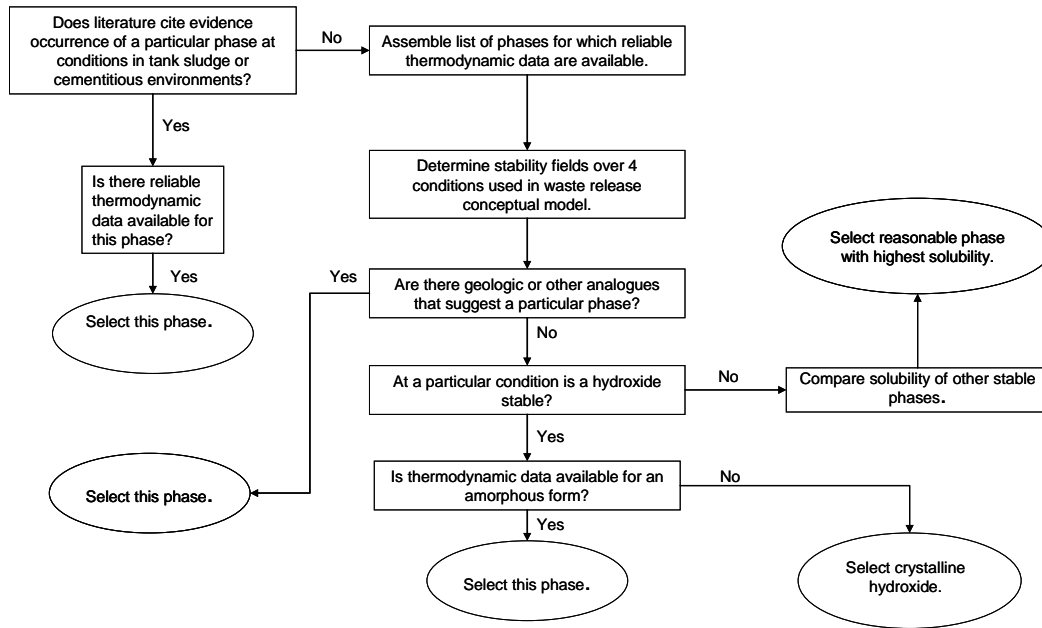 Does literature cite evidence
occurrence of a particular phase at
conditions in tank sludge or
cementitious environments?
No
Assemble list of phases for which reliable
thermodynamic data are available.
Yes
Determine stability fields over 4
conditions used in waste release
conceptual model.
Is there reliable
thermodynamic
data available for
this phase?
Select reasonable phase
with highest solubility.
Yes
Yes
Are there geologic or other analogues
that suggest a particular phase?
Select this phase.
No
At a particular condition is a hydroxide
stable?
No
Compare solubility of other stable
phases.
Yes
Select this phase.
Is thermodynamic data available for an
amorphous form?
No
Yes
Select this phase.
Select crystalline
hydroxide.